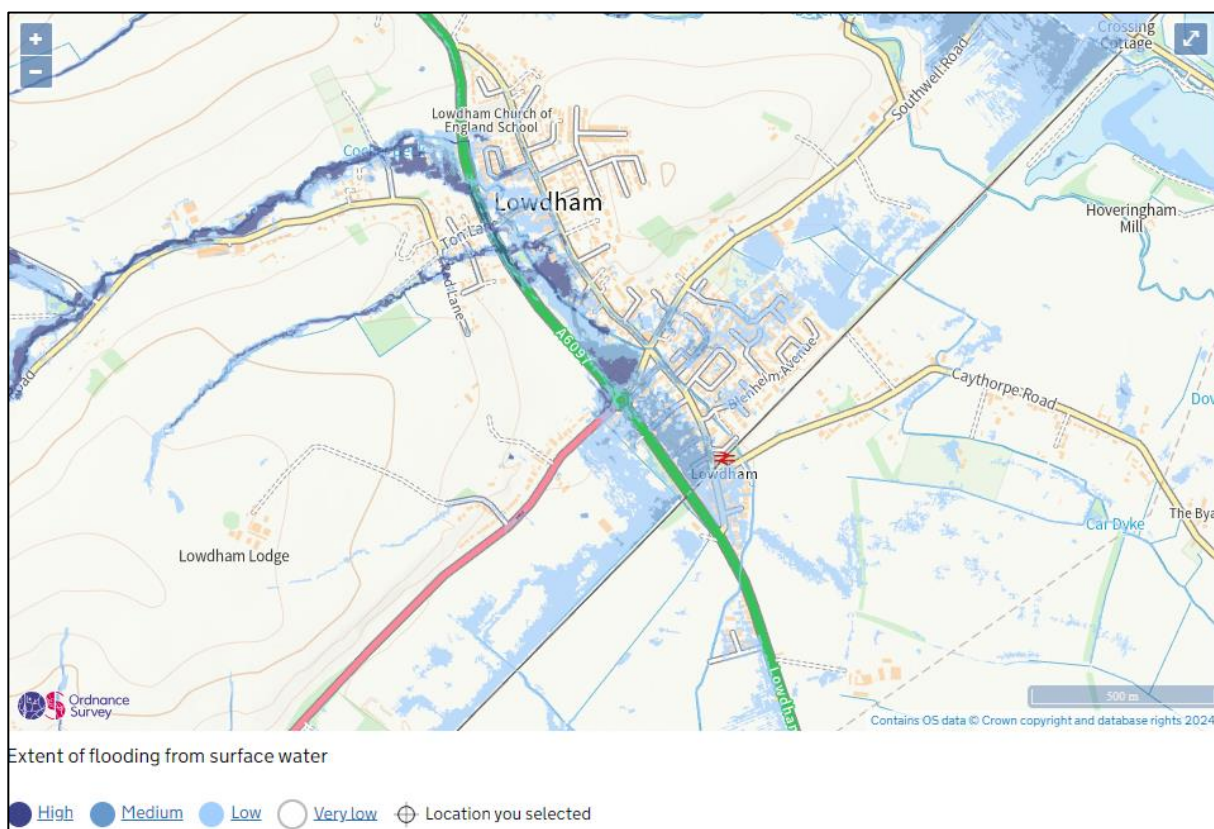 +
−
Crossing
Cottage
Southwell Road
Lowdham Church of
England School
Lowdham
Ton Lane
Hoveringham
Mill
A6097
Blenheim Avenue
Caythorpe Road
Lowdham
Car Dyke
The Bya
Lowdham Lodge
Lowdham
Ordnance
Survey
500 m
Contains OS data © Crown copyright and database rights 2024
Extent of flooding from surface water
High Medium Low Very low Location you selected